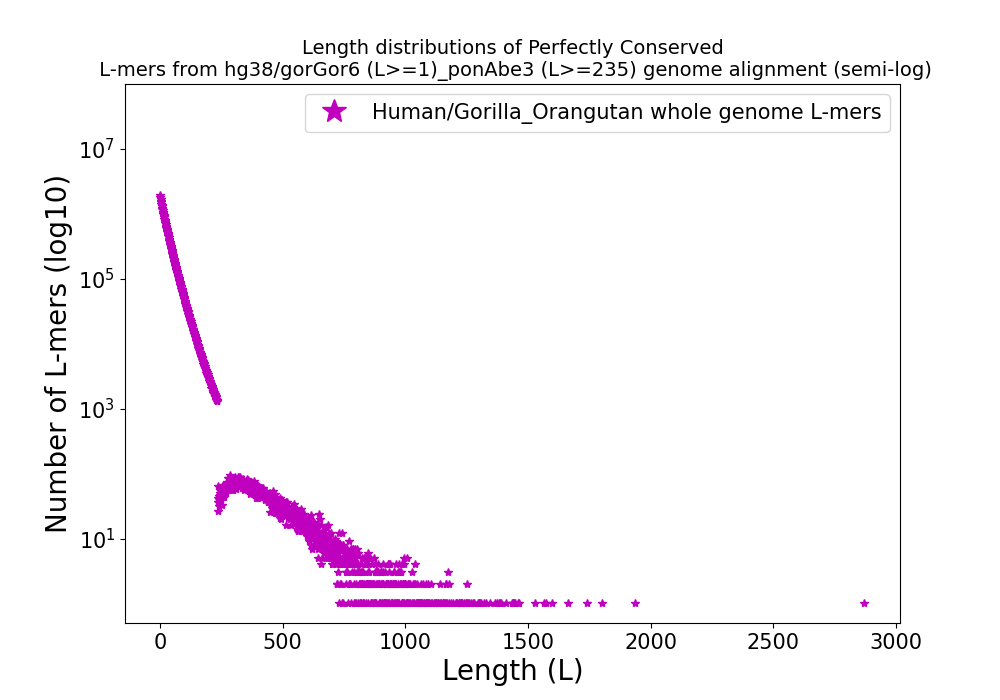 Length distributions of Perfectly Conserved
L-mers from hg38/gorGor6 (L>=1)_ponAbe3 (L>=235) genome alignment (semi-log)
Human/Gorilla_Orangutan whole genome L-mers
Number of L-mers (log10)
10^7
10^5
10^3
10^1
0 500 1000 1500 2000 2500 3000
Length (L)